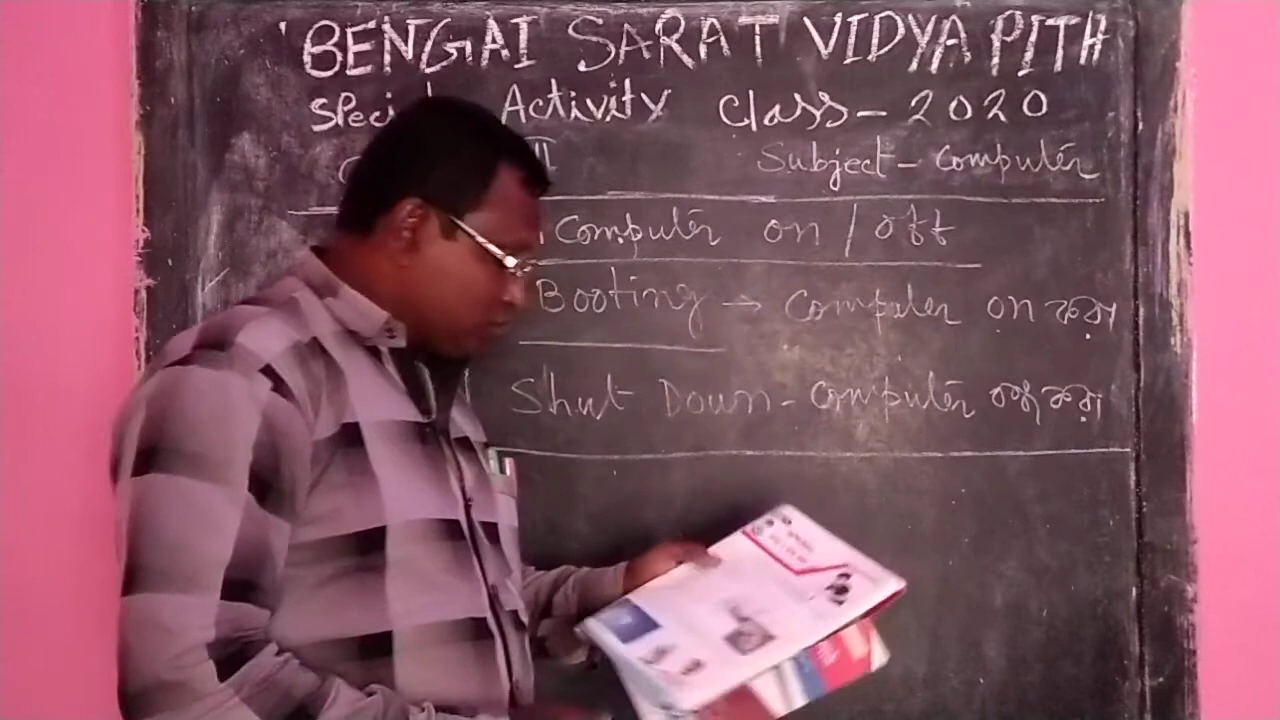 BENGAI SARAT VIDYA PITH
Activity Class - 2020
Subject - Computer
Computer on / off
Booting → Computer on করা
Shut Down - Computer বন্ধ করা